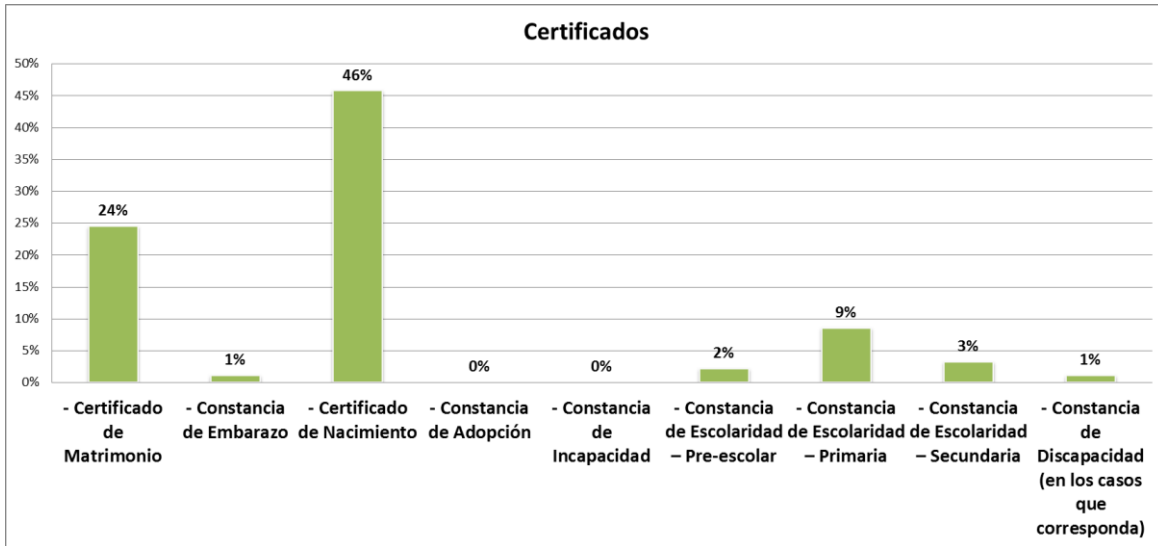 Certificados
50%
45%
40%
35%
30%
25%
20%
15%
10%
5%
0%
24%
1%
46%
0%
0%
2%
9%
3%
1%
- Certificado
de
Matrimonio
- Constancia
de Embarazo
- Certificado
de Nacimiento
- Constancia
de Adopción
- Constancia
de
Incapacidad
- Constancia
de Escolaridad
– Pre-escolar
- Constancia
de Escolaridad
– Primaria
- Constancia
de Escolaridad
– Secundaria
- Constancia
de
Discapacidad
(en los casos
que
corresponda)